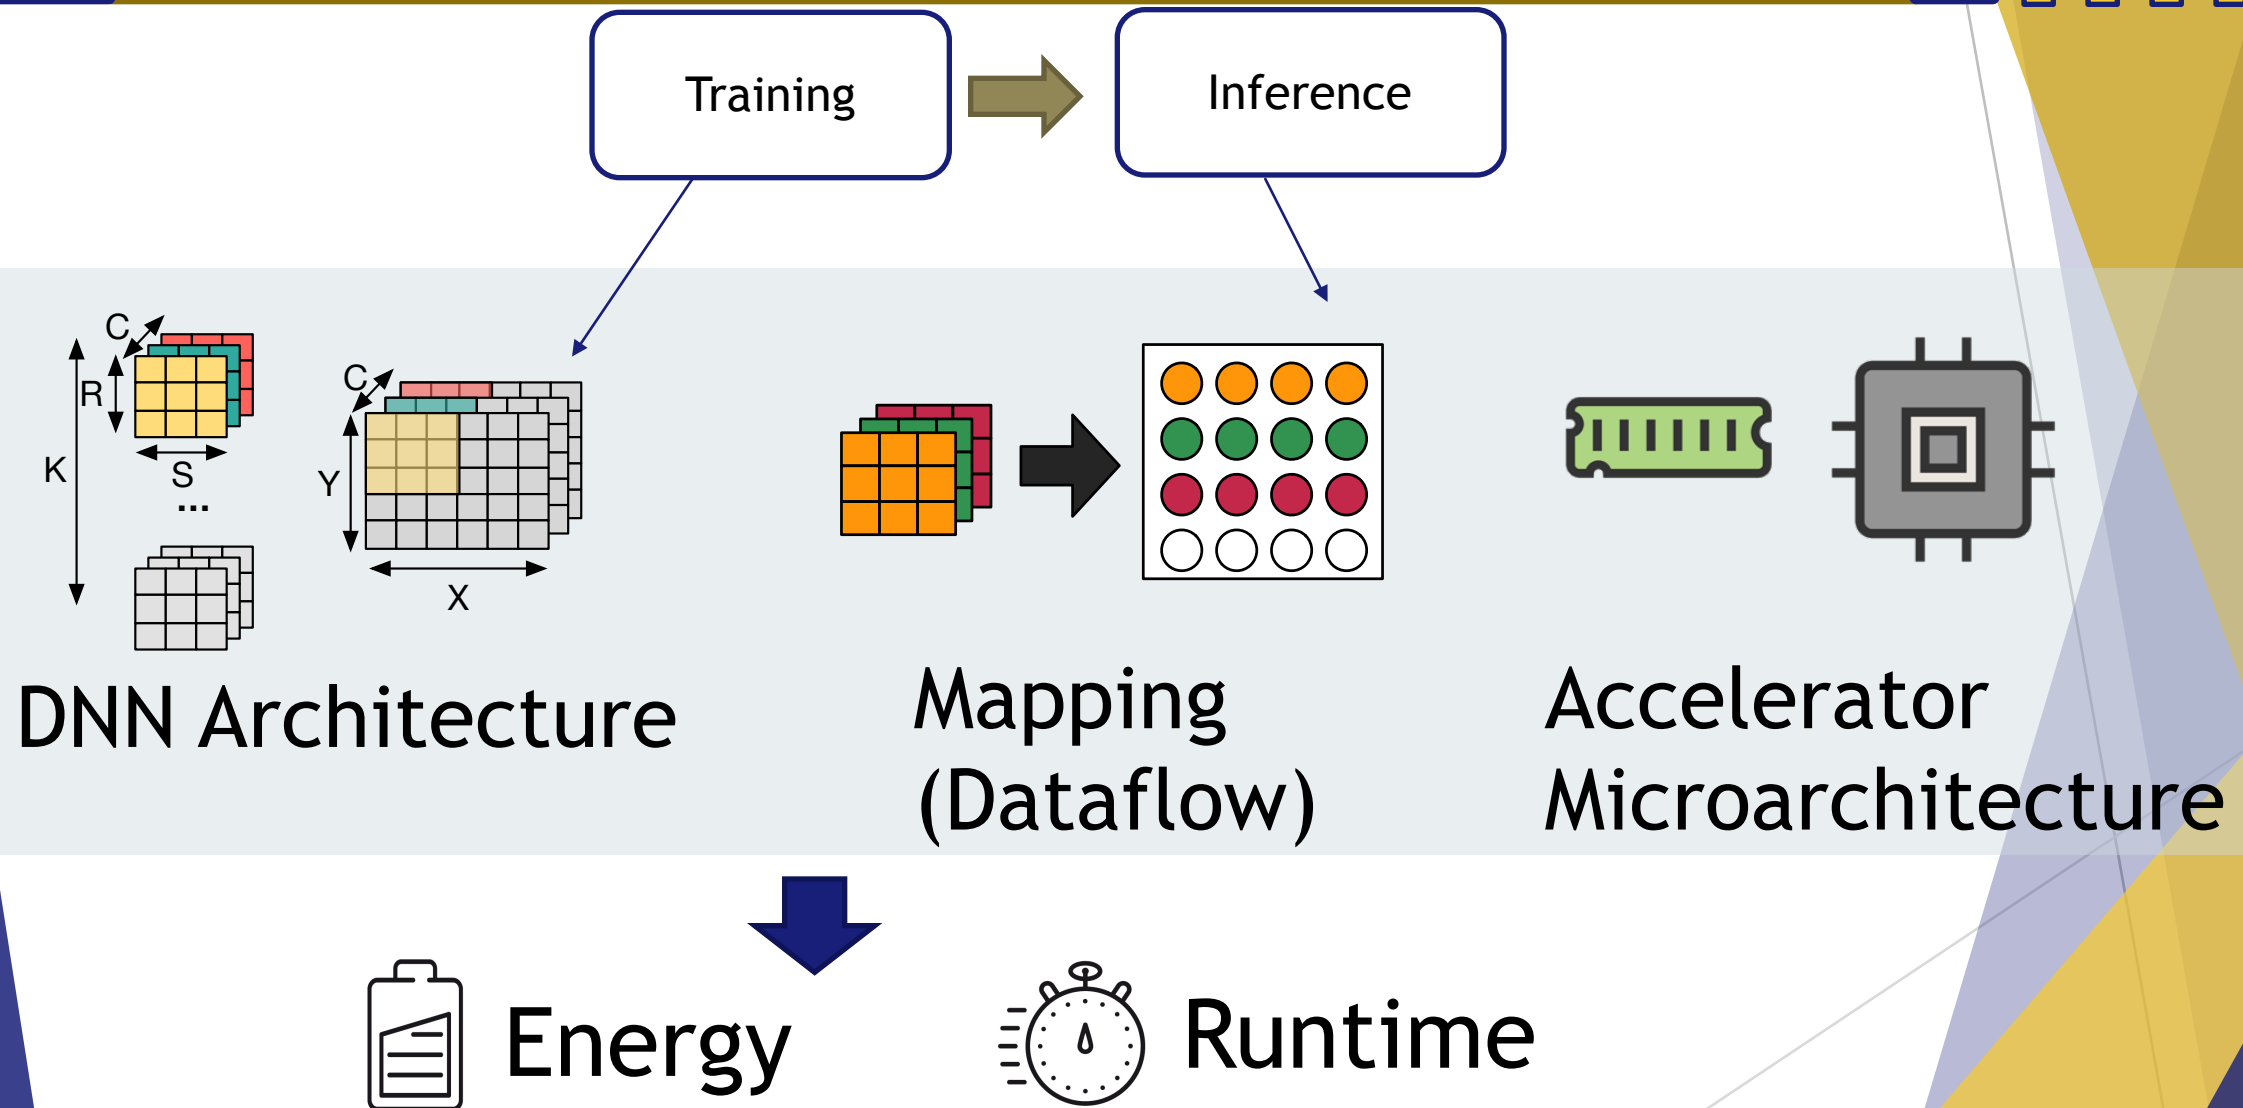 Training
Inference
C
R
K
S
...
C
Y
X
DNN Architecture
Mapping
(Dataflow)
Accelerator
Microarchitecture
Energy
Runtime